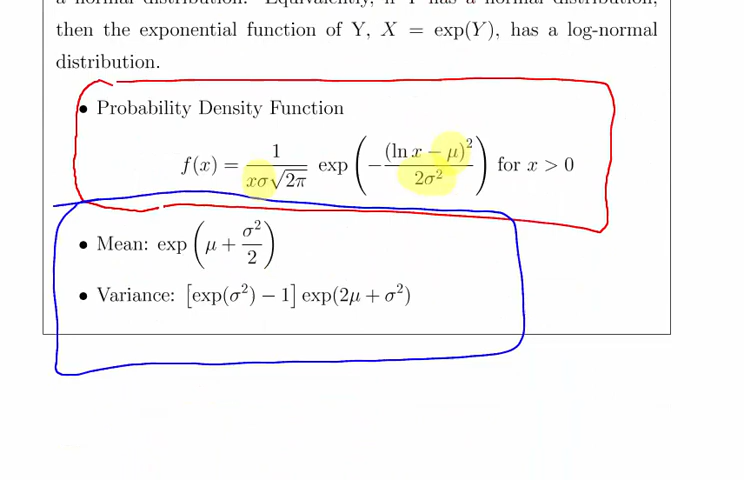 then the exponential function of Y, X = exp(Y), has a log-normal
distribution.
• Probability Density Function
f(x) = 1 / (xσ√2π) exp(−(ln x − μ)² / 2σ²) for x > 0
• Mean: exp(μ + σ²/2)
• Variance: [exp(σ²) − 1] exp(2μ + σ²)